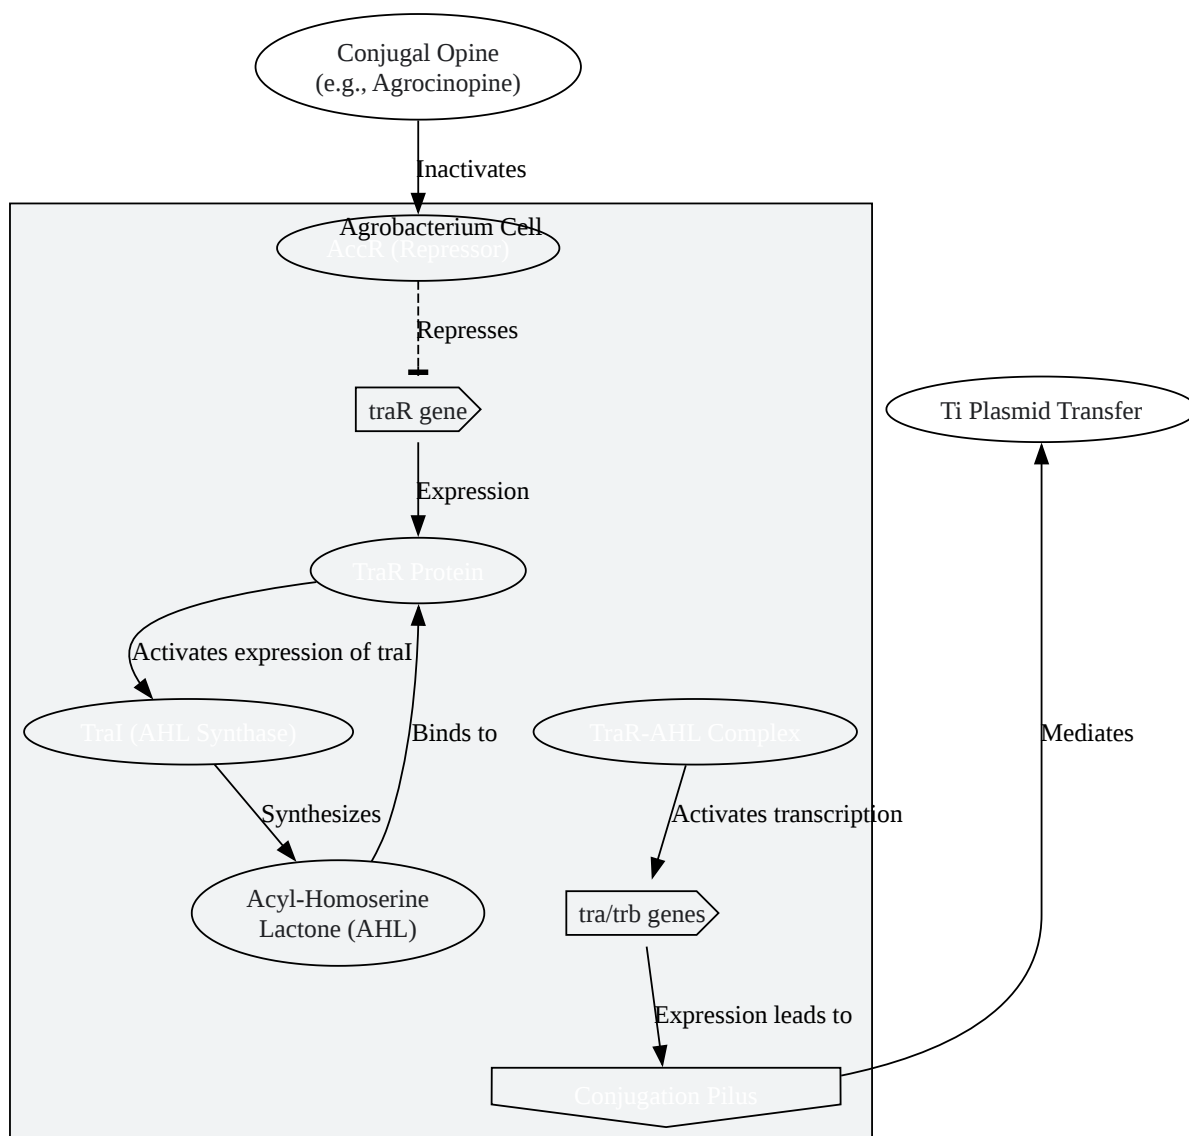 Conjugal Opine
(e.g., Agrocinopine)
Inactivates
Agrobacterium Cell
AccR (Repressor)
Represses
traR gene
Ti Plasmid Transfer
Expression
TraR Protein
Activates expression of traI
TraI (AHL Synthase)
Binds to
TraR-AHL Complex
Mediates
Synthesizes
Activates transcription
Acyl-Homoserine
Lactone (AHL)
tra/trb genes
Expression leads to
Conjugation Pilus